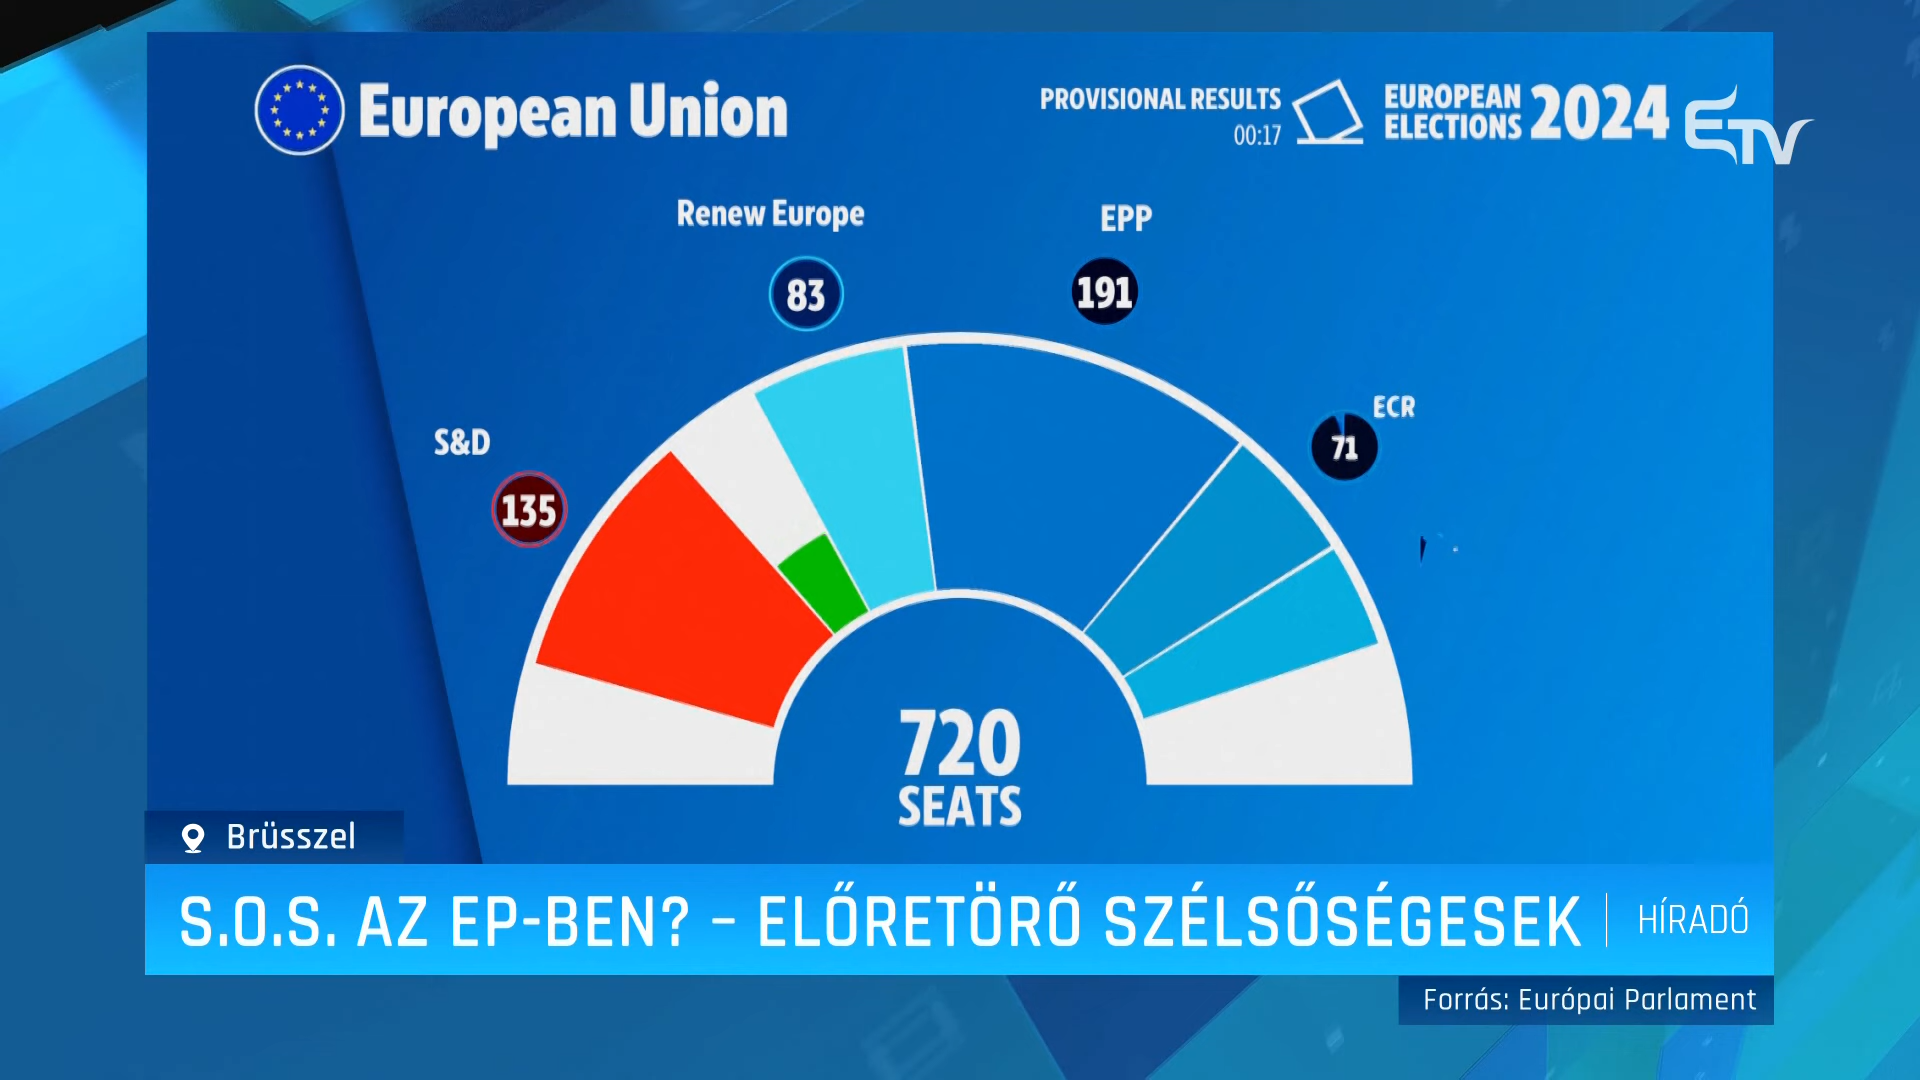 European Union
PROVISIONAL RESULTS
00:17
EUROPEAN
ELECTIONS 2024
ETV
Renew Europe
EPP
83
191
ECR
71
S&D
135
720
SEATS
Brüsszel
S.O.S. AZ EP-BEN? – ELŐRETÖRŐ SZÉLSŐSÉGESEK
HÍRADÓ
Forrás: Európai Parlament